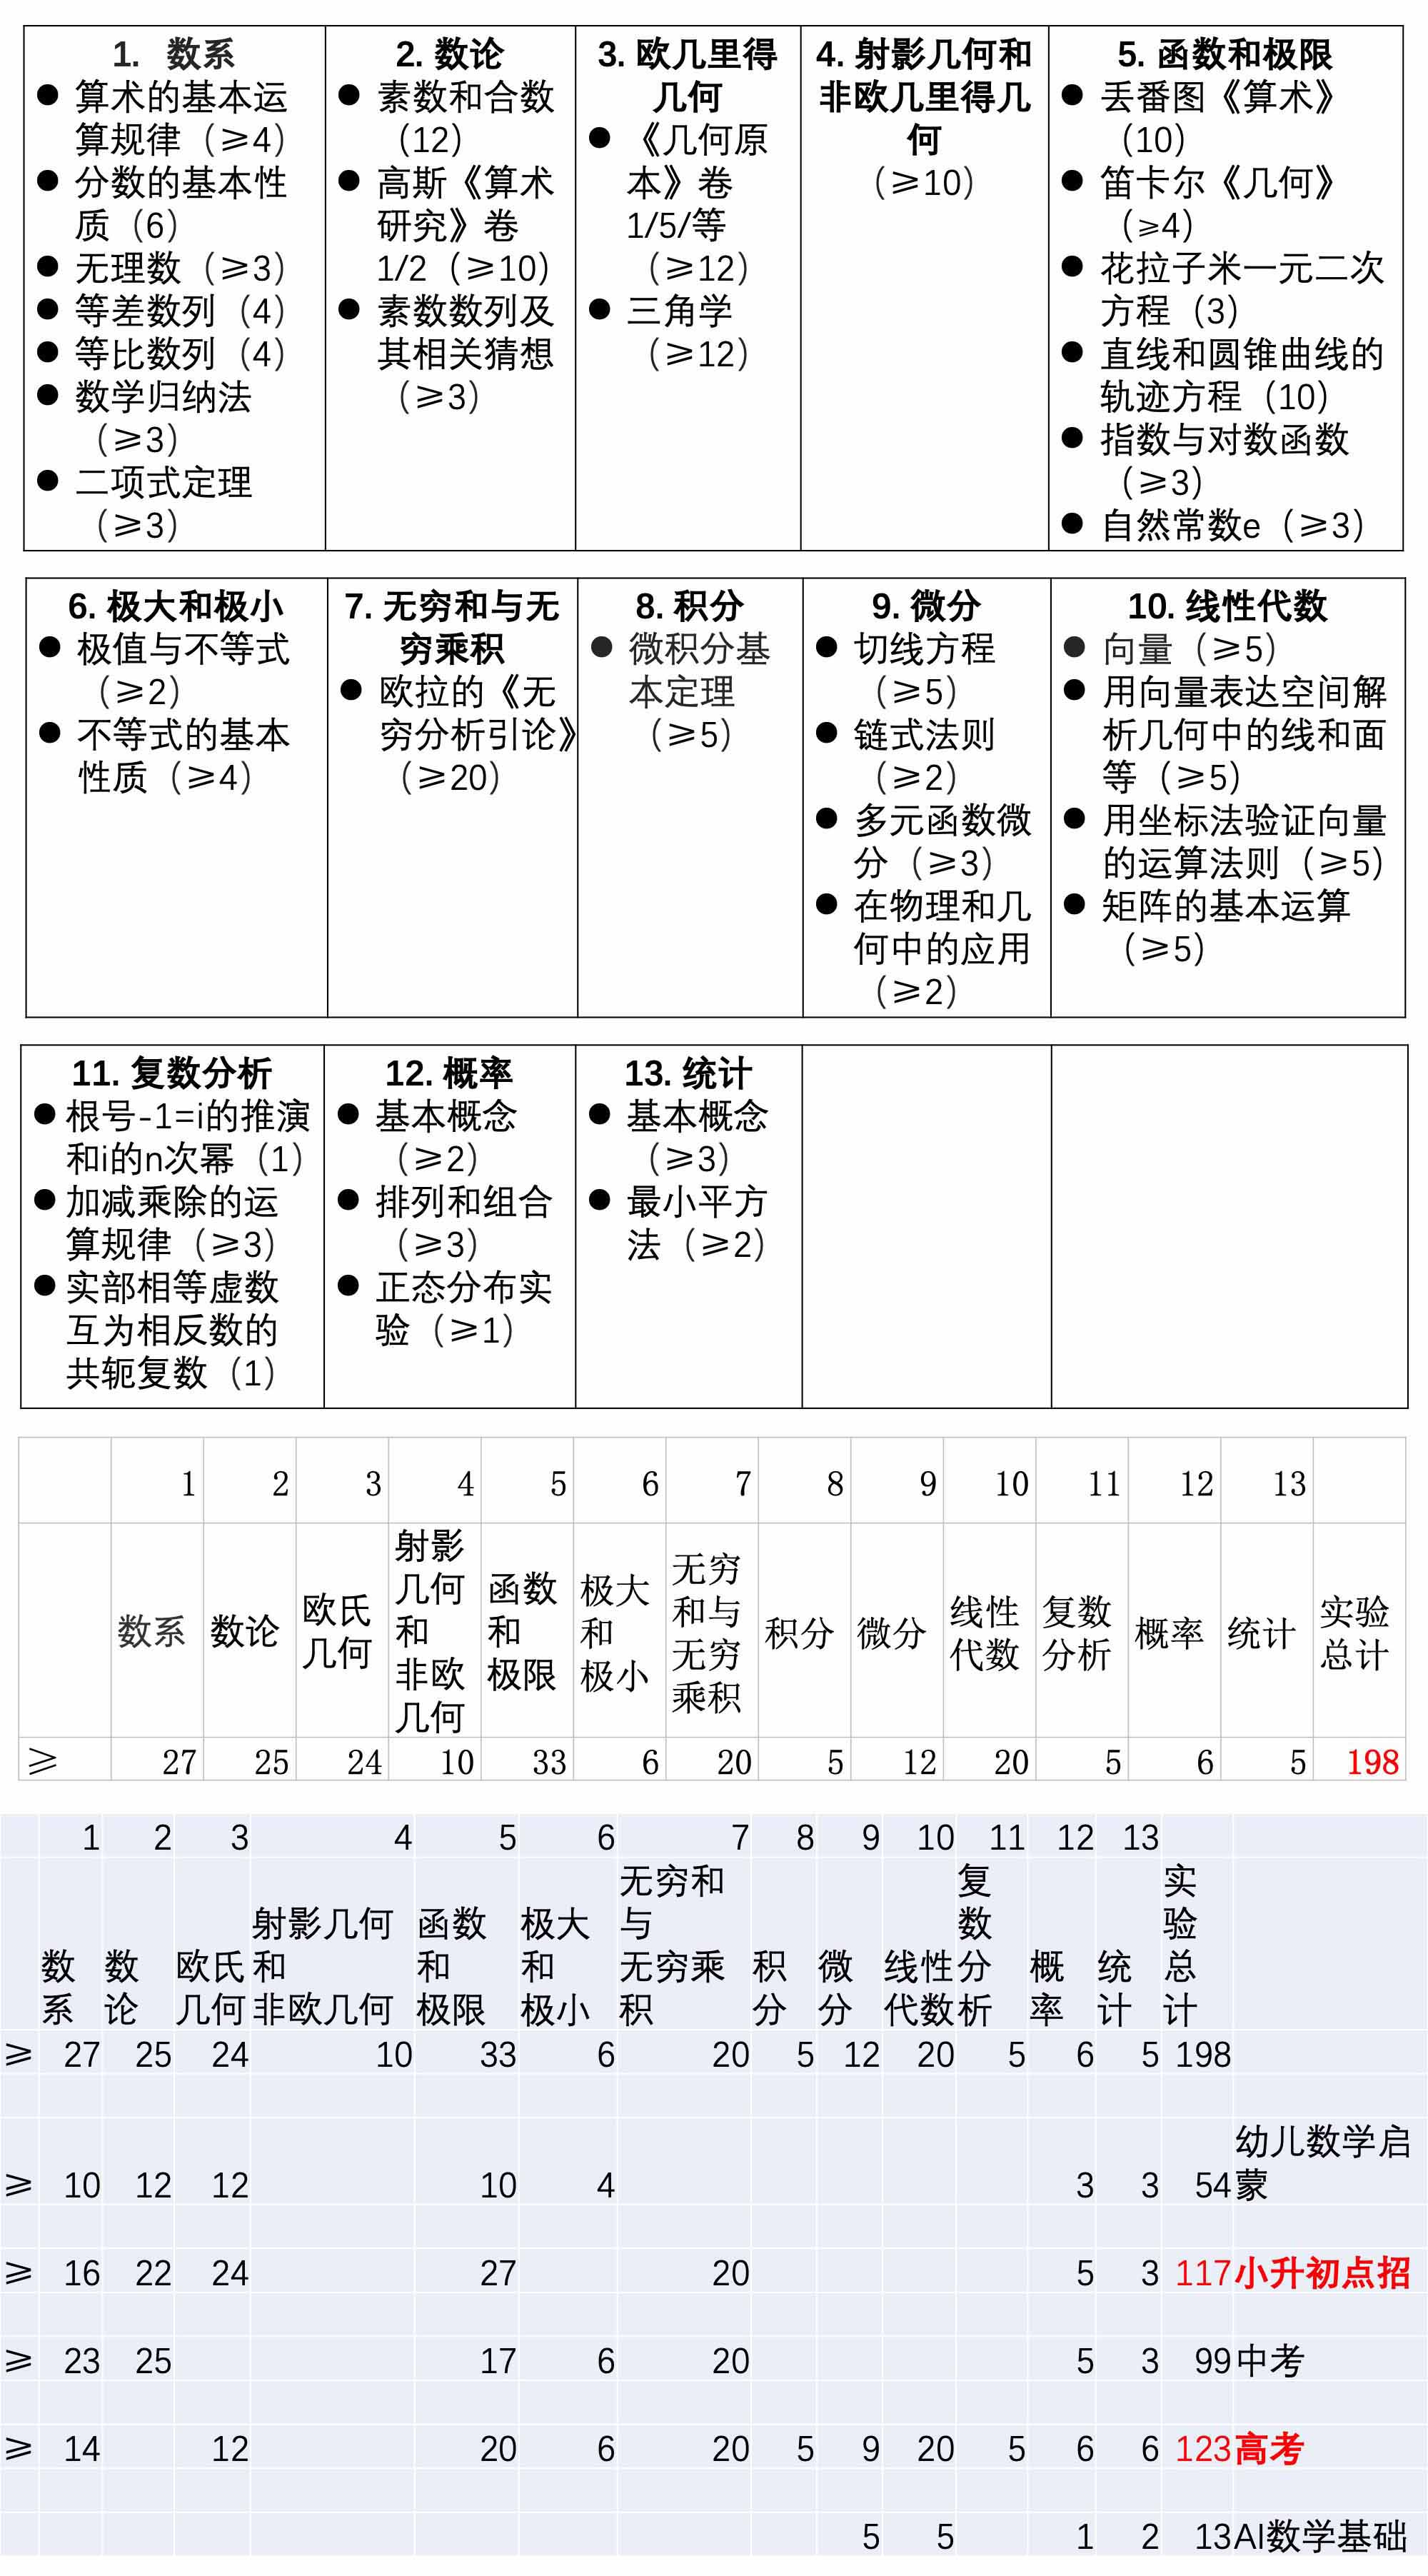 1. 数系
● 算术的基本运
算规律（≥4）
● 分数的基本性
质（6）
● 无理数（≥3）
● 等差数列（4）
● 等比数列（4）
● 数学归纳法
（≥3）
● 二项式定理
（≥3）
2. 数论
● 素数和合数
（12）
● 高斯《算术
研究》卷
1/2（≥10）
● 素数数列及
其相关猜想
（≥3）
3. 欧几里得
几何
● 《几何原
本》卷
1/5/等
（≥12）
● 三角学
（≥12）
4. 射影几何和
非欧几里得几
何
（≥10）
5. 函数和极限
● 丢番图《算术》
（10）
● 笛卡尔《几何》
（≥4）
● 花拉子米一元二次
方程（3）
● 直线和圆锥曲线的
轨迹方程（10）
● 指数与对数函数
（≥3）
● 自然常数e（≥3）
6. 极大和极小
● 极值与不等式
（≥2）
● 不等式的基本
性质（≥4）
7. 无穷和与无
穷乘积
● 欧拉的《无
穷分析引论》
（≥20）
8. 积分
● 微积分基
本定理
（≥5）
9. 微分
● 切线方程
（≥5）
● 链式法则
（≥2）
● 多元函数微
分（≥3）
● 在物理和几
何中的应用
（≥2）
10. 线性代数
● 向量（≥5）
● 用向量表达空间解
析几何中的线和面
等（≥5）
● 用坐标法验证向量
的运算法则（≥5）
● 矩阵的基本运算
（≥5）
11. 复数分析
● 根号-1=i的推演
和i的n次幂（1）
● 加减乘除的运
算规律（≥3）
● 实部相等虚数
互为相反数的
共轭复数（1）
12. 概率
● 基本概念
（≥2）
● 排列和组合
（≥3）
● 正态分布实
验（≥1）
13. 统计
● 基本概念
（≥3）
● 最小平方
法（≥2）
1 2 3 4 5 6 7 8 9 10 11 12 13
数系
数论
欧氏
几何
射影
几何
和
非欧
几何
函数
和
极限
极大
和
极小
无穷
和与
无穷
乘积
积分
微分
线性
代数
复数
分析
概率
统计
实验
总计
≥ 27 25 24 10 33 6 20 5 12 20 5 6 5 198
1 2 3 4 5 6 7 8 9 10 11 12 13
数
系
数
论
欧氏
几何
射影几何
和
非欧几何
函数
和
极限
极大
和
极小
无穷和
与
无穷乘
积
积
分
微
分
线性
代数
复
数
分
析
概
率
统
计
实
验
总
计
≥ 27 25 24 10 33 6 20 5 12 20 5 6 5 198
≥ 10 12 12 10 4 3 3 54 幼儿数学启
蒙
≥ 16 22 24 27 20 5 3 117 小升初点招
≥ 23 25 17 6 20 5 3 99 中考
≥ 14 12 20 6 20 5 9 20 5 6 6 123 高考
5 5 1 2 13 AI数学基础